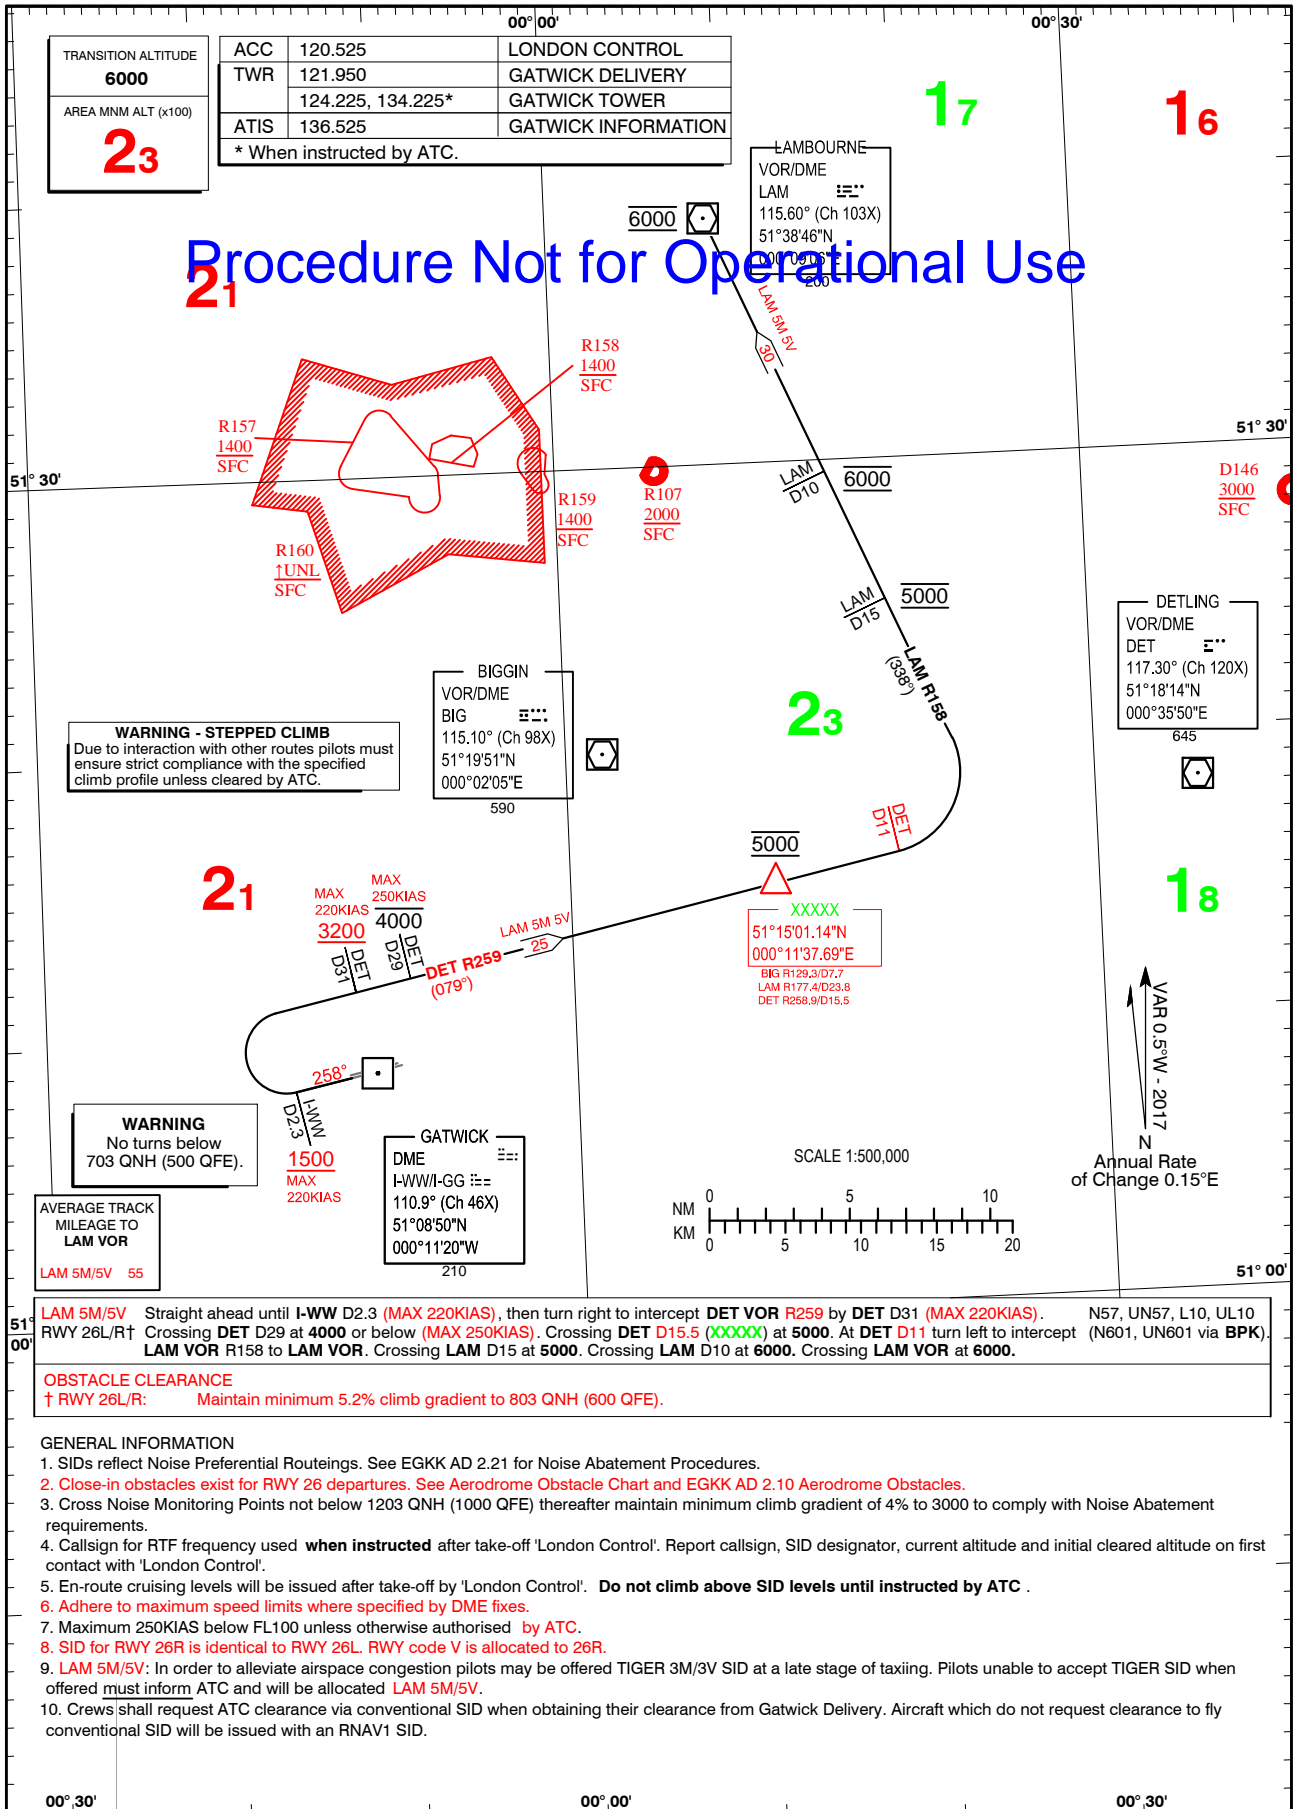 00° 00'
00° 30'
TRANSITION ALTITUDE
6000
AREA MNM ALT (x100)
23
ACC 120.525 LONDON CONTROL
TWR 121.950 GATWICK DELIVERY
124.225, 134.225* GATWICK TOWER
ATIS 136.525 GATWICK INFORMATION
* When instructed by ATC.
17
16
LAMBOURNE
VOR/DME
LAM
115.60° (Ch 103X)
51°38'46"N
000°09'06"E
200
6000
Procedure Not for Operational Use
21
LAM 5M 5V
30
R158
1400
SFC
R157
1400
SFC
51° 30'
51° 30'
R159
1400
SFC
R107
2000
SFC
LAM
D10
6000
D146
3000
SFC
R160
↑UNL
SFC
LAM
D15
5000
DETLING
VOR/DME
DET
117.30° (Ch 120X)
51°18'14"N
000°35'50"E
645
LAM R158
(338°)
BIGGIN
VOR/DME
BIG
115.10° (Ch 98X)
51°19'51"N
000°02'05"E
590
23
WARNING - STEPPED CLIMB
Due to interaction with other routes pilots must
ensure strict compliance with the specified
climb profile unless cleared by ATC.
DET
D11
5000
21
18
MAX
220KIAS
3200
MAX
250KIAS
4000
DET
D31
DET
D29
LAM 5M 5V
25
DET R259
(079°)
XXXXX
51°15'01.14"N
000°11'37.69"E
BIG R129.3/D7.7
LAM R177.4/D23.8
DET R258.9/D15.5
VAR 0.5°W - 2017
N
Annual Rate
of Change 0.15°E
258°
I-WW
D2.3
1500
MAX
220KIAS
WARNING
No turns below
703 QNH (500 QFE).
GATWICK
DME
I-WW/I-GG
110.9° (Ch 46X)
51°08'50"N
000°11'20"W
210
SCALE 1:500,000
NM 0 5 10
KM 0 5 10 15 20
AVERAGE TRACK
MILEAGE TO
LAM VOR
LAM 5M/5V 55
51° 00'
51°
00'
LAM 5M/5V Straight ahead until I-WW D2.3 (MAX 220KIAS), then turn right to intercept DET VOR R259 by DET D31 (MAX 220KIAS). N57, UN57, L10, UL10
RWY 26L/R† Crossing DET D29 at 4000 or below (MAX 250KIAS). Crossing DET D15.5 (XXXXX) at 5000. At DET D11 turn left to intercept (N601, UN601 via BPK).
LAM VOR R158 to LAM VOR. Crossing LAM D15 at 5000. Crossing LAM D10 at 6000. Crossing LAM VOR at 6000.
OBSTACLE CLEARANCE
† RWY 26L/R: Maintain minimum 5.2% climb gradient to 803 QNH (600 QFE).
GENERAL INFORMATION
1. SIDs reflect Noise Preferential Routeings. See EGKK AD 2.21 for Noise Abatement Procedures.
2. Close-in obstacles exist for RWY 26 departures. See Aerodrome Obstacle Chart and EGKK AD 2.10 Aerodrome Obstacles.
3. Cross Noise Monitoring Points not below 1203 QNH (1000 QFE) thereafter maintain minimum climb gradient of 4% to 3000 to comply with Noise Abatement
requirements.
4. Callsign for RTF frequency used when instructed after take-off 'London Control'. Report callsign, SID designator, current altitude and initial cleared altitude on first
contact with 'London Control'.
5. En-route cruising levels will be issued after take-off by 'London Control'. Do not climb above SID levels until instructed by ATC .
6. Adhere to maximum speed limits where specified by DME fixes.
7. Maximum 250KIAS below FL100 unless otherwise authorised by ATC.
8. SID for RWY 26R is identical to RWY 26L. RWY code V is allocated to 26R.
9. LAM 5M/5V: In order to alleviate airspace congestion pilots may be offered TIGER 3M/3V SID at a late stage of taxiing. Pilots unable to accept TIGER SID when
offered must inform ATC and will be allocated LAM 5M/5V.
10. Crews shall request ATC clearance via conventional SID when obtaining their clearance from Gatwick Delivery. Aircraft which do not request clearance to fly
conventional SID will be issued with an RNAV1 SID.
00° 30'
00° 00'
00° 30'